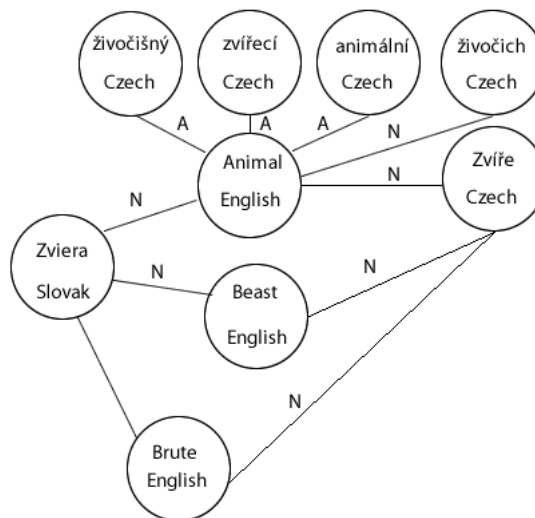 živočišný
Czech
zvířecí
Czech
animální
Czech
živočich
Czech
A
A
A
N
Animal
English
N
Zvíře
Czech
N
Zviera
Slovak
N
Beast
English
N
N
Brute
English